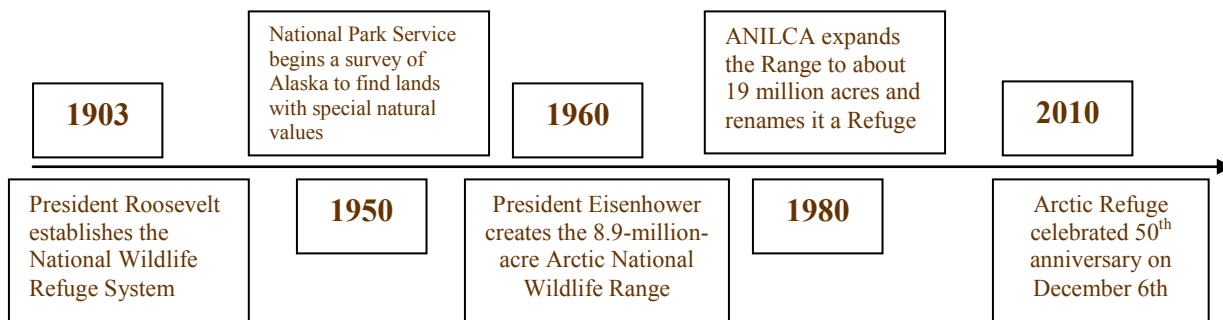 1903
President Roosevelt
establishes the
National Wildlife
Refuge System
National Park Service
begins a survey of
Alaska to find lands
with special natural
values
1950
1960
President Eisenhower
creates the 8.9-million-
acre Arctic National
Wildlife Range
ANILCA expands
the Range to about
19 million acres and
renames it a Refuge
1980
2010
Arctic Refuge
celebrated 50th
anniversary on
December 6th